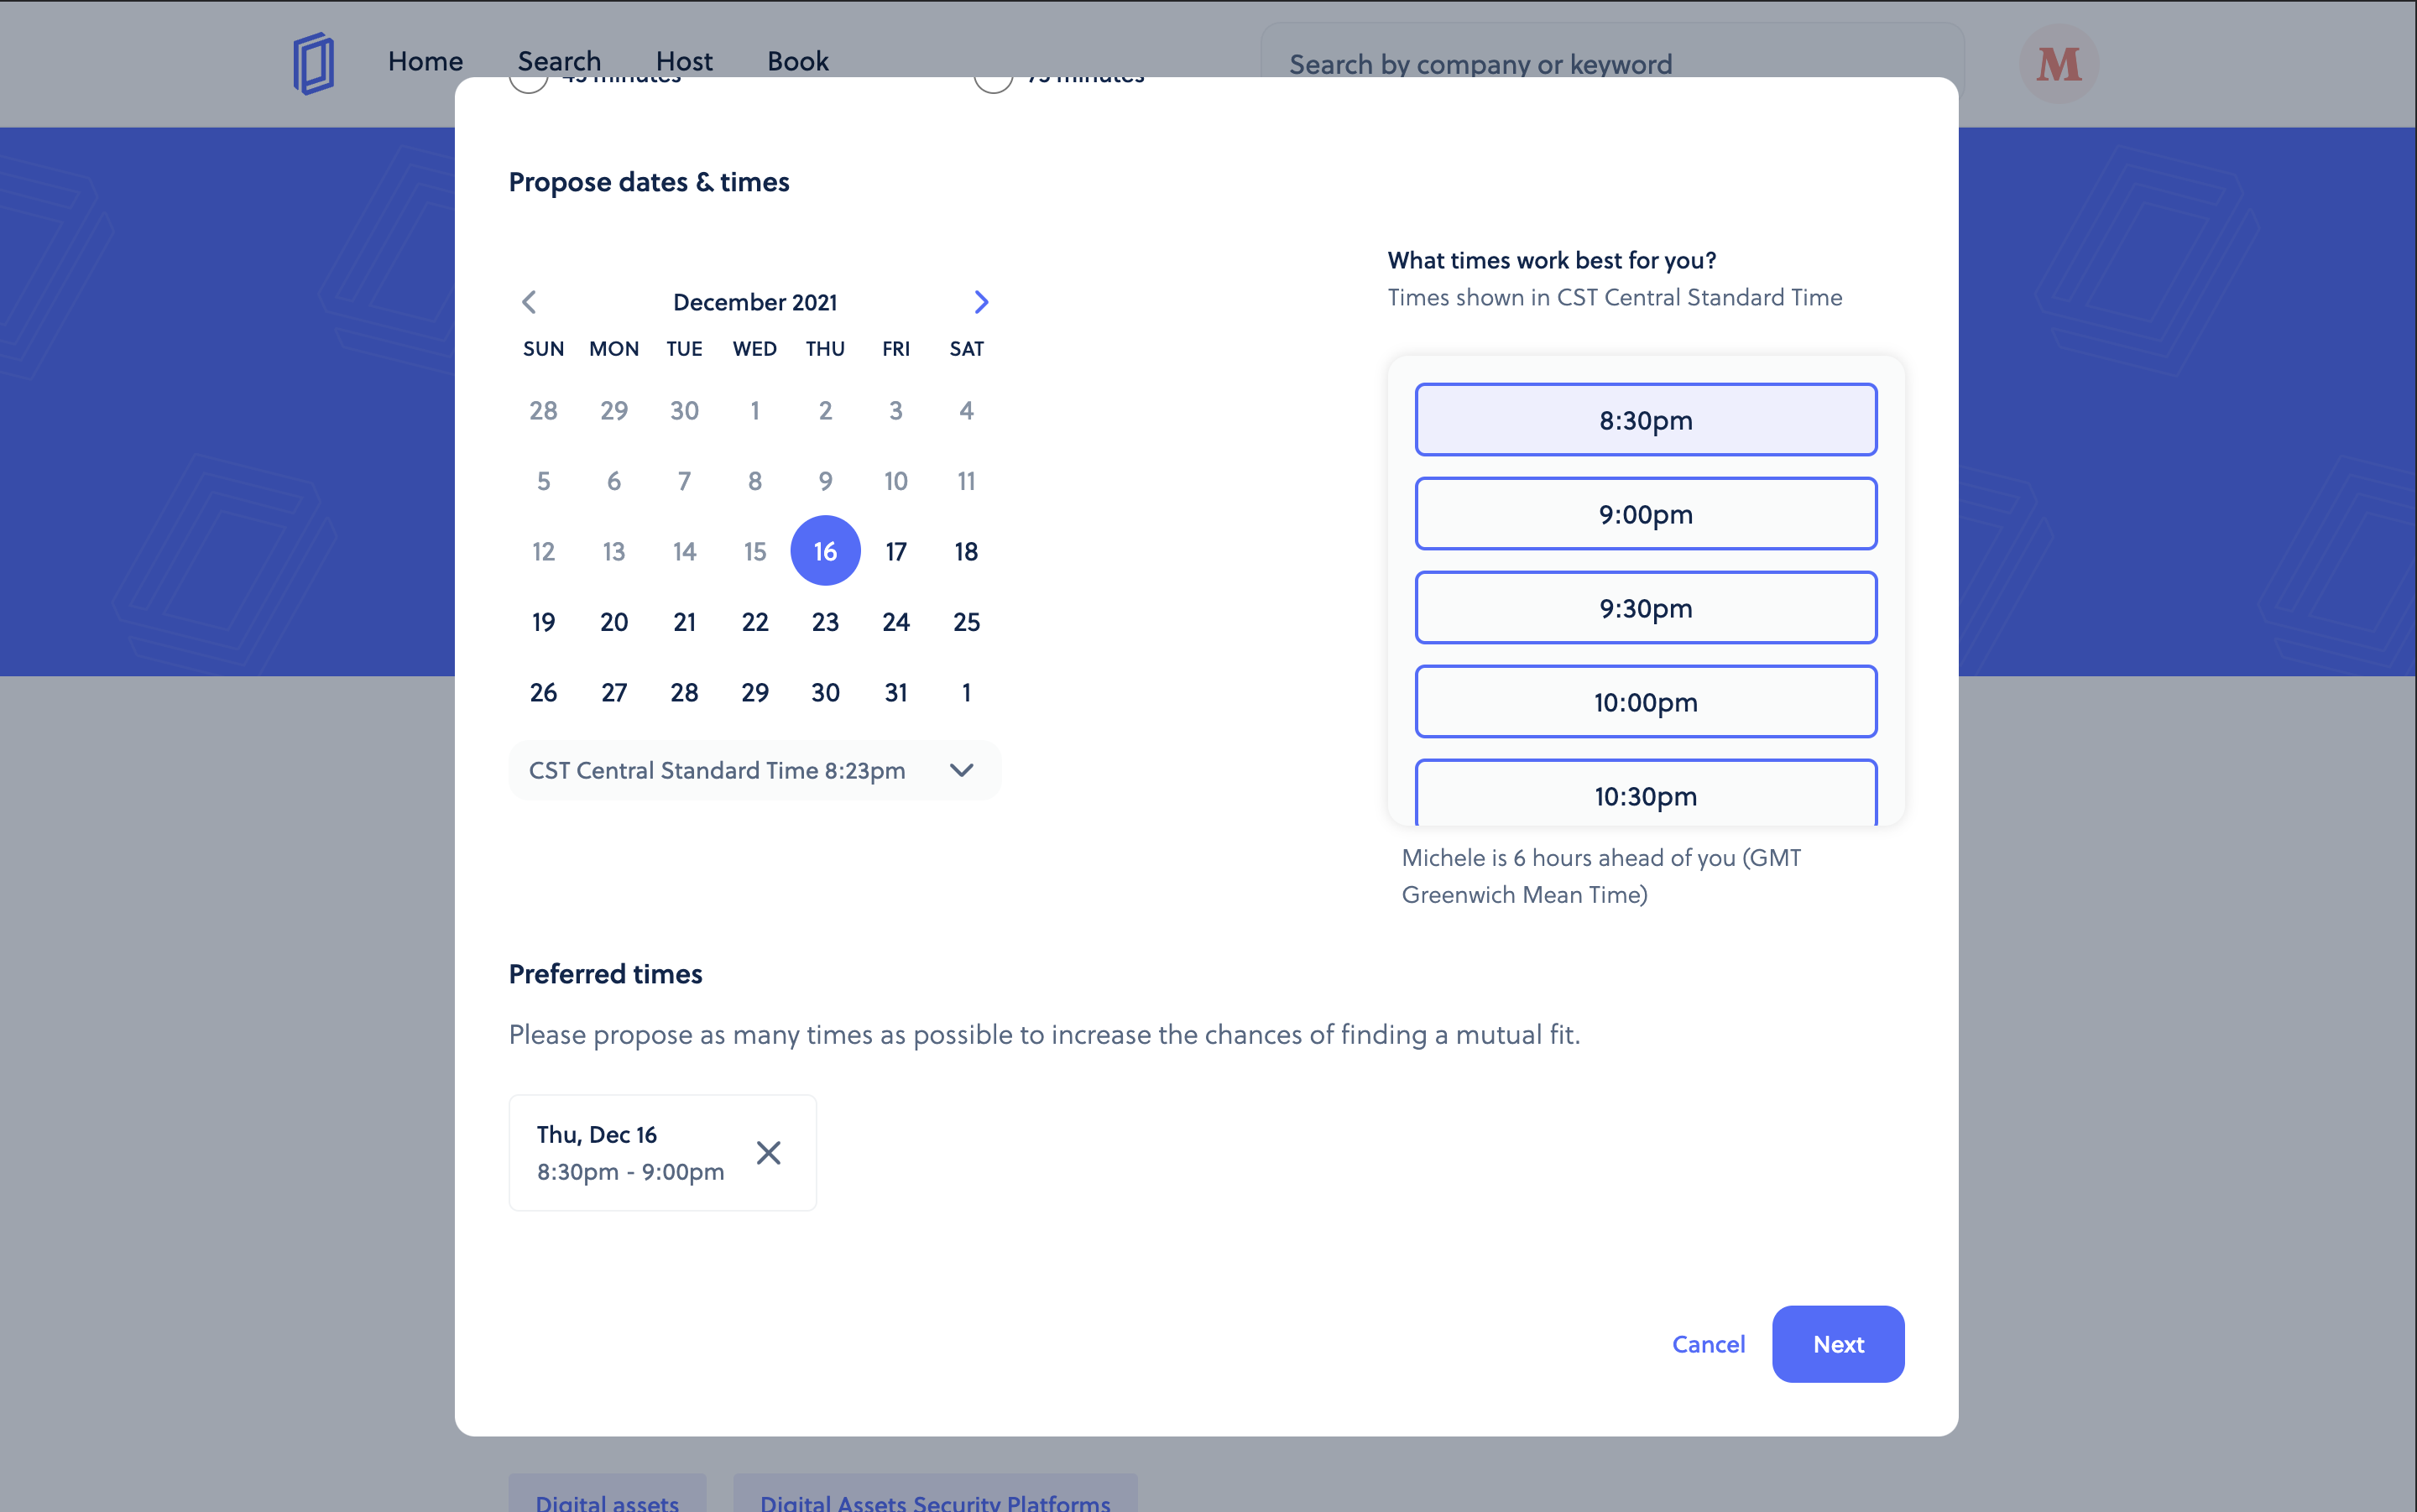 Home Search Host Book
Search by company or keyword
M
45 minutes
75 minutes
Propose dates & times
December 2021
SUN MON TUE WED THU FRI SAT
28 29 30 1 2 3 4
5 6 7 8 9 10 11
12 13 14 15 16 17 18
19 20 21 22 23 24 25
26 27 28 29 30 31 1
CST Central Standard Time 8:23pm
What times work best for you?
Times shown in CST Central Standard Time
8:30pm
9:00pm
9:30pm
10:00pm
10:30pm
Michele is 6 hours ahead of you (GMT
Greenwich Mean Time)
Preferred times
Please propose as many times as possible to increase the chances of finding a mutual fit.
Thu, Dec 16
8:30pm - 9:00pm
Cancel
Next
Digital assets
Digital Assets Security Platforms